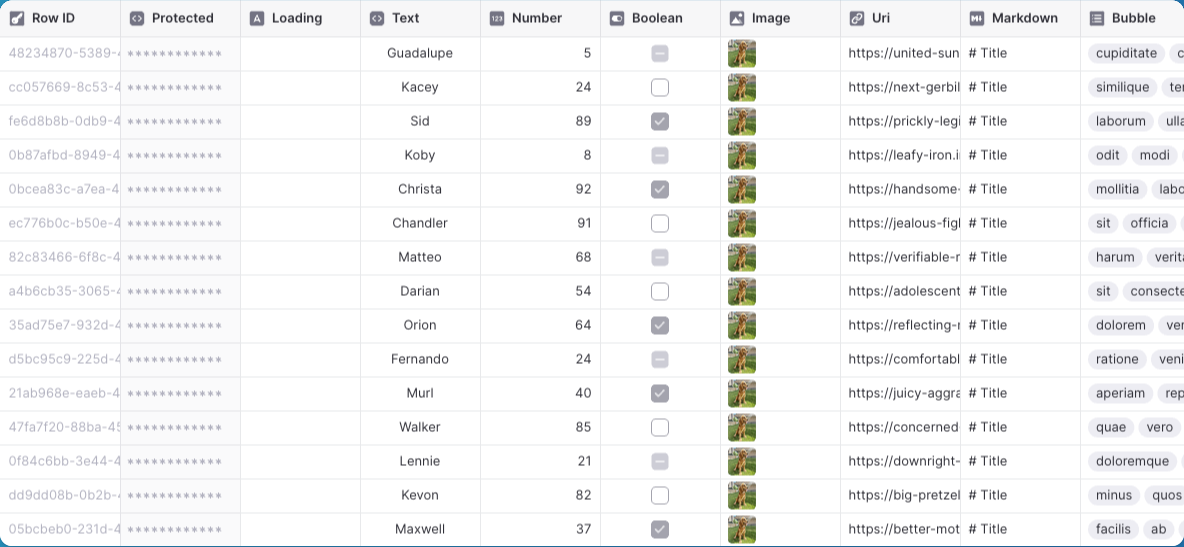 Row ID Protected Loading Text Number Boolean Image Uri Markdown Bubble
48234870-5389- ************ Guadalupe 5 https://united-sun # Title cupiditate
cc057669-8c53-4 ************ Kacey 24 https://next-gerbil # Title similique
fe6d8b8b-0db9-4 ************ Sid 89 https://prickly-legi # Title laborum
0b87afbd-8949-4 ************ Koby 8 https://leafy-iron.i # Title odit modi
0bcea83c-a7ea-4 ************ Christa 92 https://handsome- # Title mollitia labo
ec776b0c-b50e-4 ************ Chandler 91 https://jealous-figh # Title sit officia
82c83466-6f8c-4 ************ Matteo 68 https://verifiable-r # Title harum verita
a4b6cb35-3065- ************ Darian 54 https://adolescent # Title sit consecte
35ad75e7-932d-4 ************ Orion 64 https://reflecting- # Title dolorem ver
d5bc95c9-225d-4 ************ Fernando 24 https://comfortabl # Title ratione veni
21ab968e-eaeb-4 ************ Murl 40 https://juicy-aggra # Title aperiam rep
47fa7f20-88ba-45 ************ Walker 85 https://concerned # Title quae vero
0f84c6bb-3e44-4 ************ Lennie 21 https://downright- # Title doloremque
dd9dd08b-0b2b- ************ Kevon 82 https://big-pretzel # Title minus quos
05bcbeb0-231d-4 ************ Maxwell 37 https://better-mot # Title facilis ab